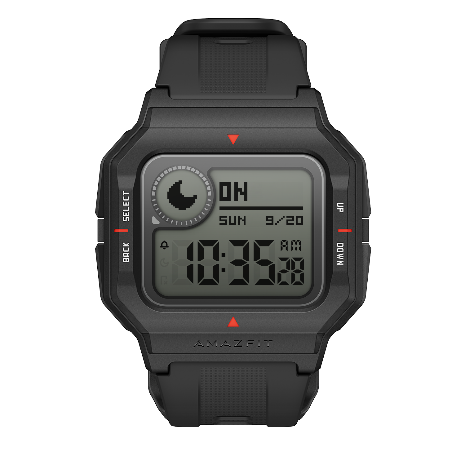 ON
SUN 9/20
10:35 28 AM
SELECT
BACK
UP
DOWN
AMAZFIT